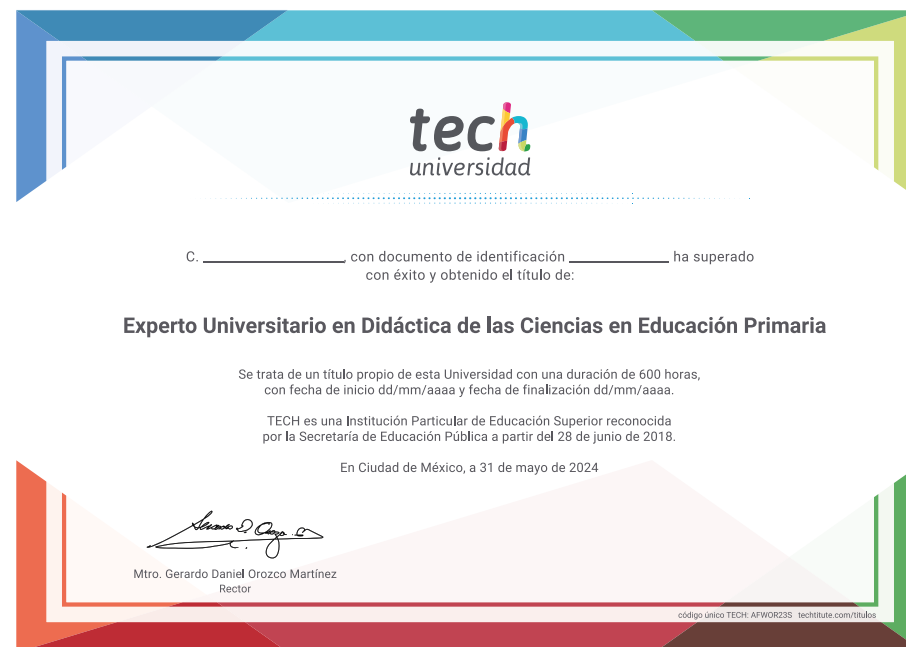 tech
universidad
C. ____________________, con documento de identificación ______________ ha superado
con éxito y obtenido el título de:
Experto Universitario en Didáctica de las Ciencias en Educación Primaria
Se trata de un título propio de esta Universidad con una duración de 600 horas,
con fecha de inicio dd/mm/aaaa y fecha de finalización dd/mm/aaaa.
TECH es una Institución Particular de Educación Superior reconocida
por la Secretaría de Educación Pública a partir del 28 de junio de 2018.
En Ciudad de México, a 31 de mayo de 2024
Mtro. Gerardo Daniel Orozco Martínez
Rector
código único TECH: AFWOR23S techtitute.com/titulos